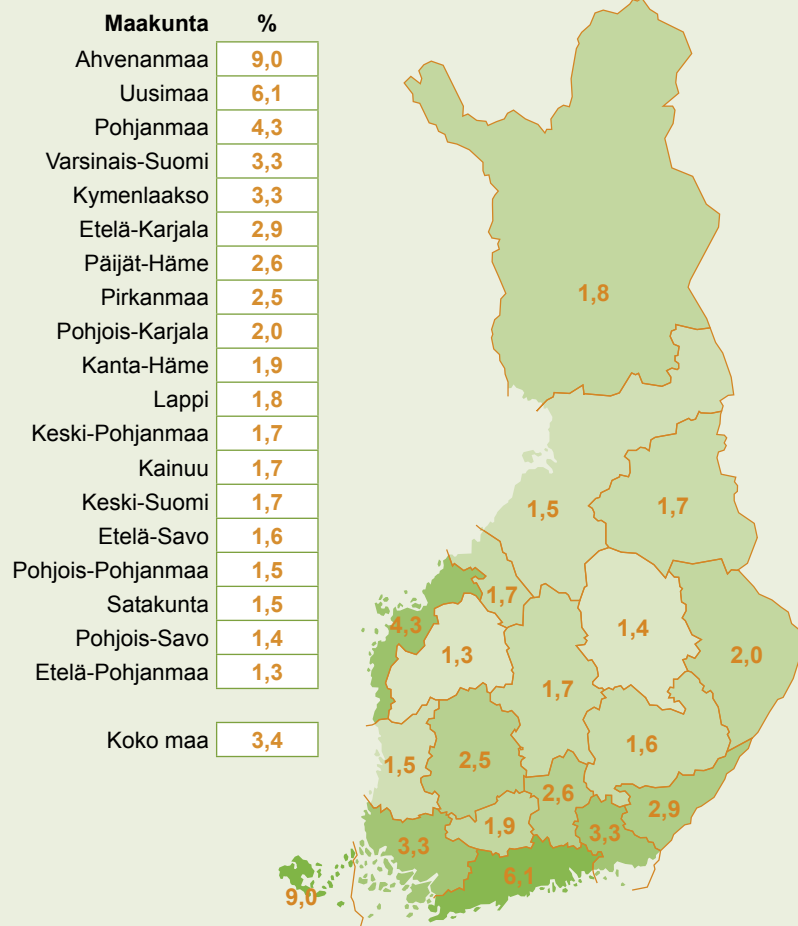 Maakunta %
Ahvenanmaa 9,0
Uusimaa 6,1
Pohjanmaa 4,3
Varsinais-Suomi 3,3
Kymenlaakso 3,3
Etelä-Karjala 2,9
Päijät-Häme 2,6
Pirkanmaa 2,5
Pohjois-Karjala 2,0
Kanta-Häme 1,9
Lappi 1,8
Keski-Pohjanmaa 1,7
Kainuu 1,7
Keski-Suomi 1,7
Etelä-Savo 1,6
Pohjois-Pohjanmaa 1,5
Satakunta 1,5
Pohjois-Savo 1,4
Etelä-Pohjanmaa 1,3
Koko maa 3,4
1,8
1,5
1,7
1,7
4,3
1,3
1,4
2,0
1,7
1,6
1,5
2,5
2,6
2,9
1,9
3,3
3,3
6,1
9,0